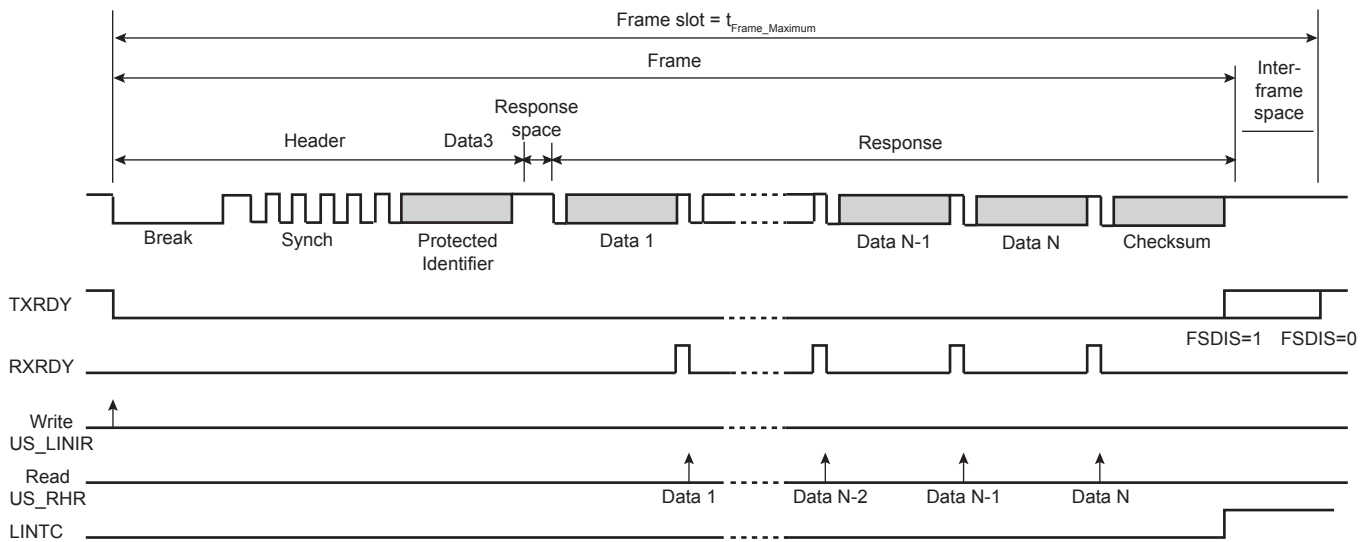 Frame slot = tFrame_Maximum
Frame
Inter-
frame
space
Response
space
Header
Data3
Response
Break
Synch
Protected
Identifier
Data 1
Data N-1
Data N
Checksum
TXRDY
FSDIS=1
FSDIS=0
RXRDY
Write
US_LINIR
Read
US_RHR
Data 1
Data N-2
Data N-1
Data N
LINTC